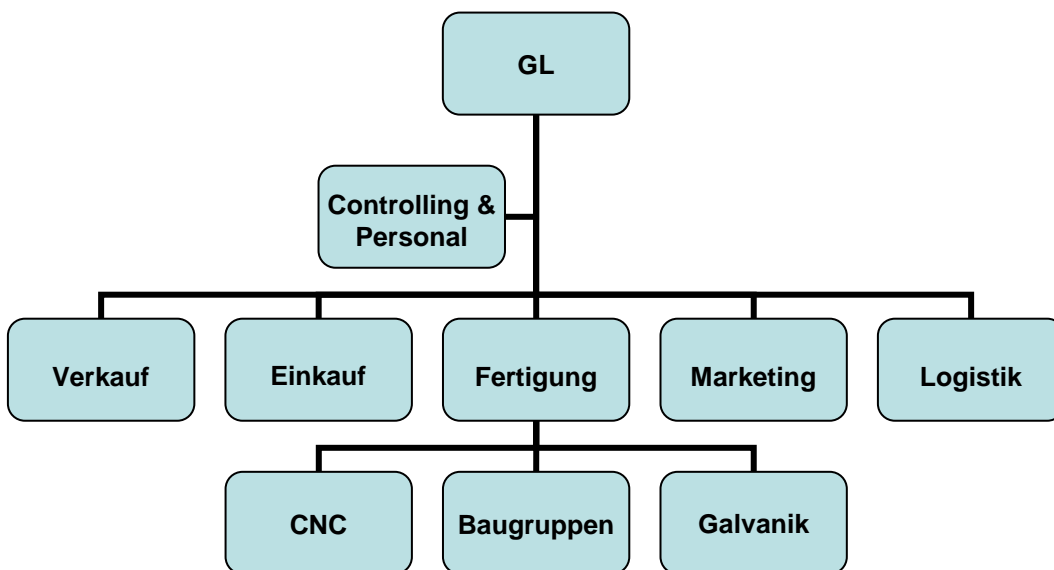 GL
Controlling &
Personal
Verkauf
Einkauf
Fertigung
Marketing
Logistik
CNC
Baugruppen
Galvanik